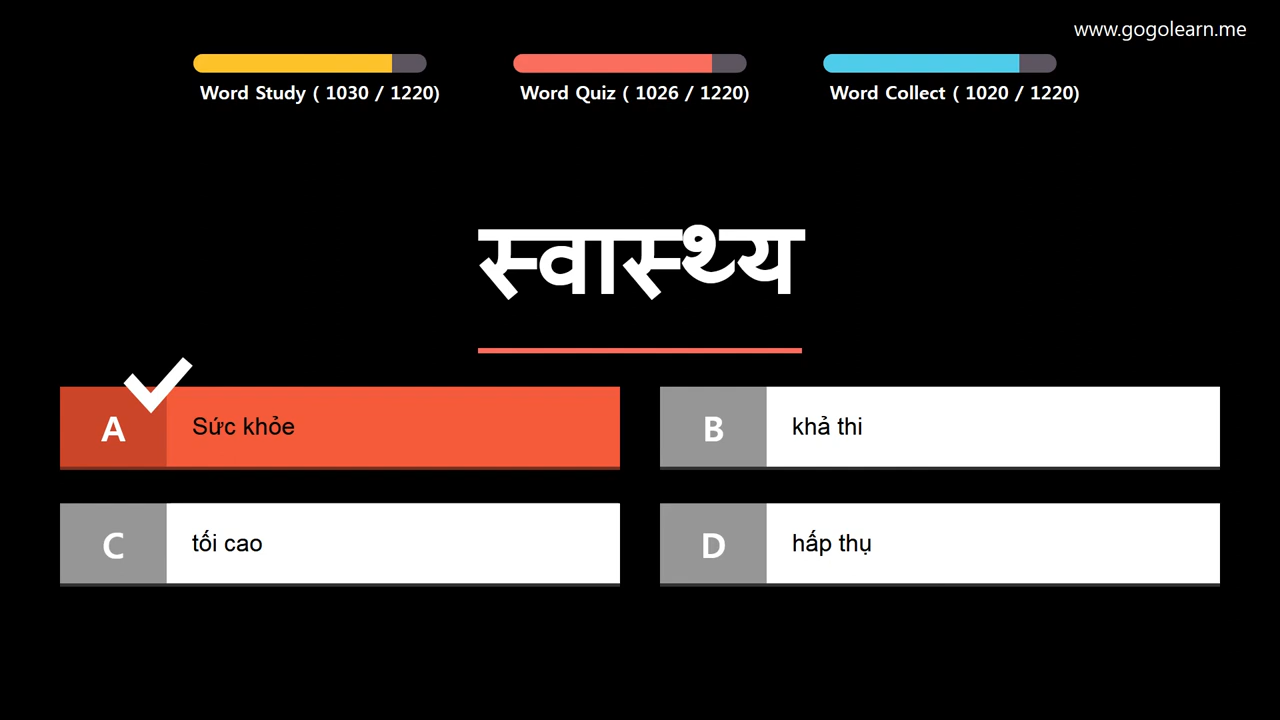 www.gogolearn.me
Word Study ( 1030 / 1220)
Word Quiz ( 1026 / 1220)
Word Collect ( 1020 / 1220)
स्वास्थ्य
A
Sức khỏe
B
khả thi
C
tối cao
D
hấp thụ